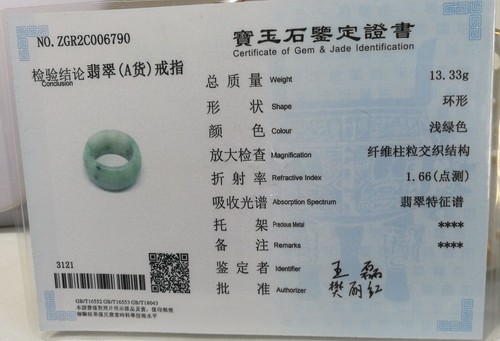 NO.ZGR2C006790
寶玉石鑒定證書
Certificate of Gem & Jade Identification
检验结论 翡翠(A货)戒指
Conclusion
总质量 Weight 13.33g
形状 Shape 环形
颜色 Colour 浅绿色
放大检查 Magnification 纤维柱粒交织结构
折射率 Refractive Index 1.66(点测)
吸收光谱 Absorption Spectrum 翡翠特征谱
托架 Precious Metal ****
备注 Remarks ****
鉴定者 Identifier 王磊
批准 Authorizer 樊丽红
3121
GB/T16552 GB/T16553 GB/T18043